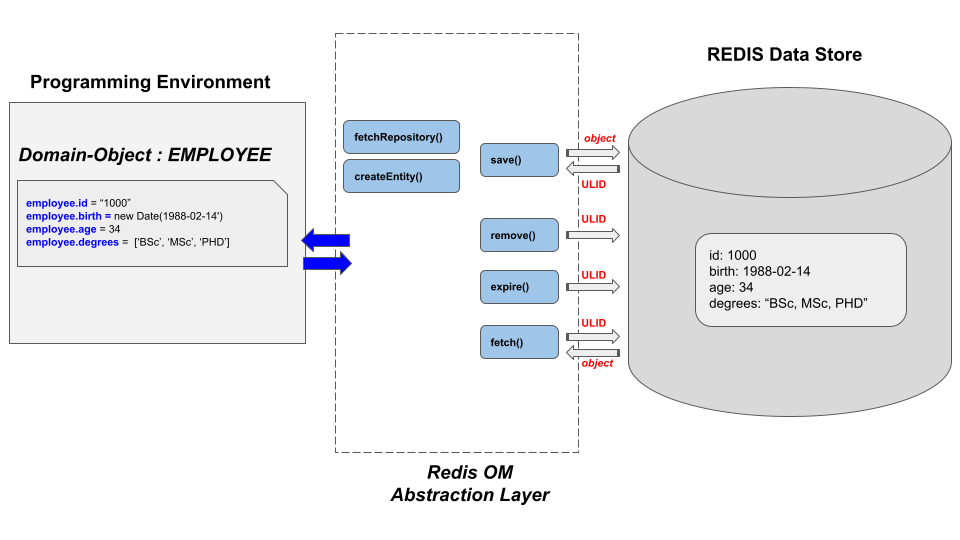 REDIS Data Store
Programming Environment
Domain-Object : EMPLOYEE
employee.id = “1000”
employee.birth = new Date(1988-02-14')
employee.age = 34
employee.degrees =  [‘BSc’, ‘MSc’, ‘PHD’]
fetchRepository()
createEntity()
save()
object
ULID
remove()
ULID
expire()
ULID
fetch()
ULID
object
id: 1000
birth: 1988-02-14
age: 34
degrees: “BSc, MSc, PHD”
Redis OM
Abstraction Layer